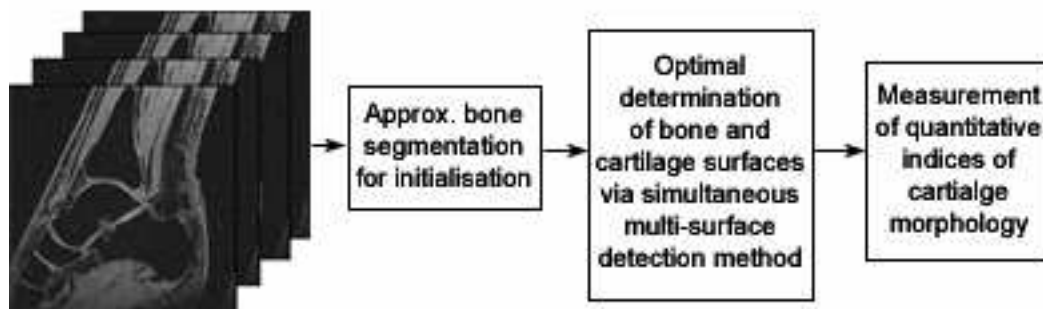 Approx. bone
segmentation
for initialisation
Optimal
determination
of bone and
cartilage surfaces
via simultaneous
multi-surface
detection method
Measurement
of quantitative
indices of
cartialge
morphology